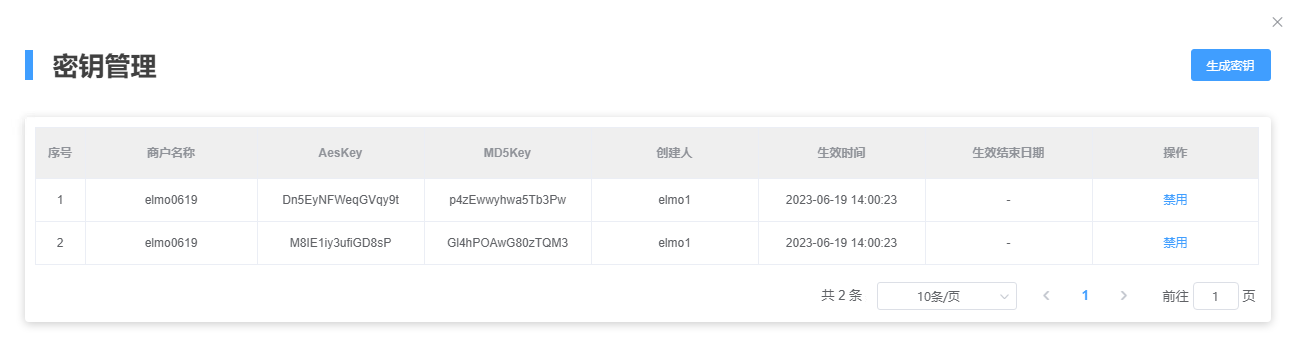 密钥管理
生成密钥
序号 商户名称 AesKey MD5Key 创建人 生效时间 生效结束日期 操作
1 elmo0619 Dn5EyNFWeqGVqy9t p4zEwwyhwa5Tb3Pw elmo1 2023-06-19 14:00:23 - 禁用
2 elmo0619 M8IE1iy3ufiGD8sP Gl4hPOAwG80zTQM3 elmo1 2023-06-19 14:00:23 - 禁用
共 2 条 10条/页 1 前往 1 页